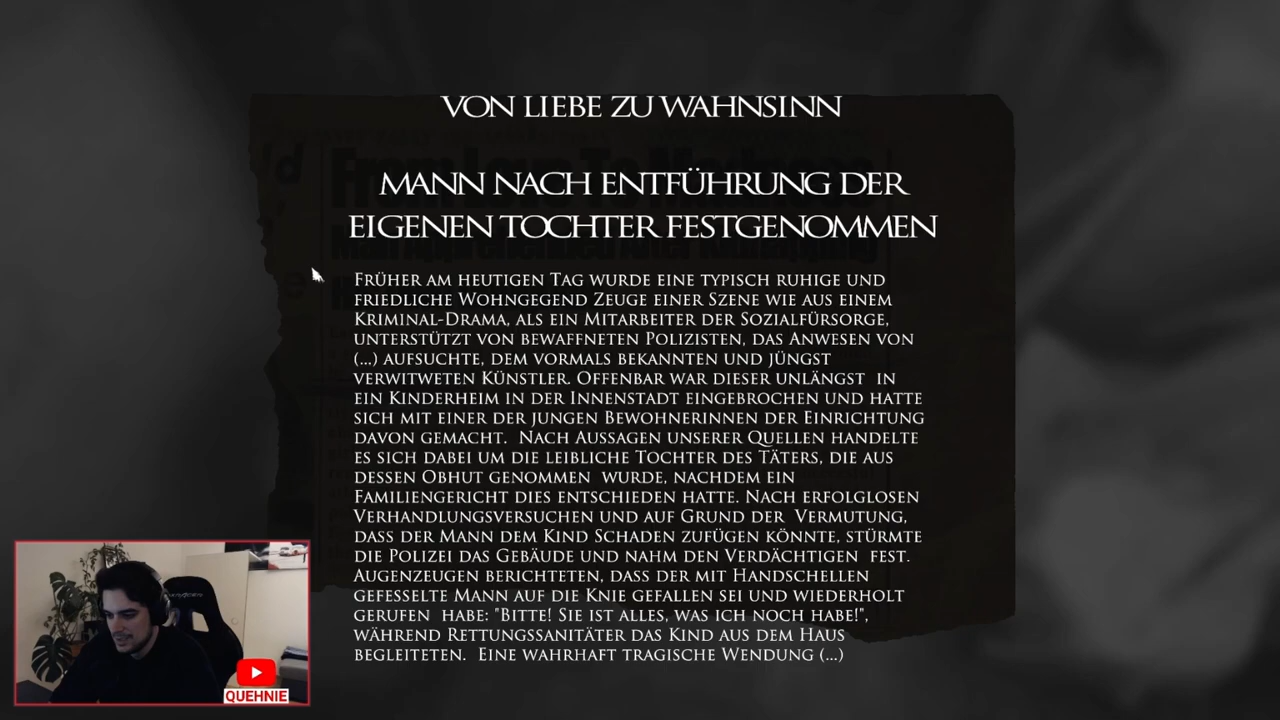 VON LIEBE ZU WAHNSINN
MANN NACH ENTFÜHRUNG DER
EIGENEN TOCHTER FESTGENOMMEN
FRÜHER AM HEUTIGEN TAG WURDE EINE TYPISCH RUHIGE UND
FRIEDLICHE WOHNGEGEND ZEUGE EINER SZENE WIE AUS EINEM
KRIMINAL-DRAMA, ALS EIN MITARBEITER DER SOZIALFÜRSORGE,
UNTERSTÜTZT VON BEWAFFNETEN POLIZISTEN, DAS ANWESEN VON
(...) AUFSUCHTE, DEM VORMALS BEKANNTEN UND JÜNGST
VERWITWETEN KÜNSTLER. OFFENBAR WAR DIESER UNLÄNGST IN
EIN KINDERHEIM IN DER INNENSTADT EINGEBROCHEN UND HATTE
SICH MIT EINER DER JUNGEN BEWOHNERINNEN DER EINRICHTUNG
DAVON GEMACHT. NACH AUSSAGEN UNSERER QUELLEN HANDELTE
ES SICH DABEI UM DIE LEIBLICHE TOCHTER DES TÄTERS, DIE AUS
DESSEN OBHUT GENOMMEN WURDE, NACHDEM EIN
FAMILIENGERICHT DIES ENTSCHIEDEN HATTE. NACH ERFOLGLOSEN
VERHANDLUNGSVERSUCHEN UND AUF GRUND DER VERMUTUNG,
DASS DER MANN DEM KIND SCHADEN ZUFÜGEN KÖNNTE, STÜRMTE
DIE POLIZEI DAS GEBÄUDE UND NAHM DEN VERDÄCHTIGEN FEST.
AUGENZEUGEN BERICHTETEN, DASS DER MIT HANDSCHELLEN
GEFESSELTE MANN AUF DIE KNIE GEFALLEN SEI UND WIEDERHOLT
GERUFEN HABE: "BITTE! SIE IST ALLES, WAS ICH NOCH HABE!",
WÄHREND RETTUNGSSANITÄTER DAS KIND AUS DEM HAUS
BEGLEITETEN. EINE WAHRHAFT TRAGISCHE WENDUNG (...)
QUEHNIE